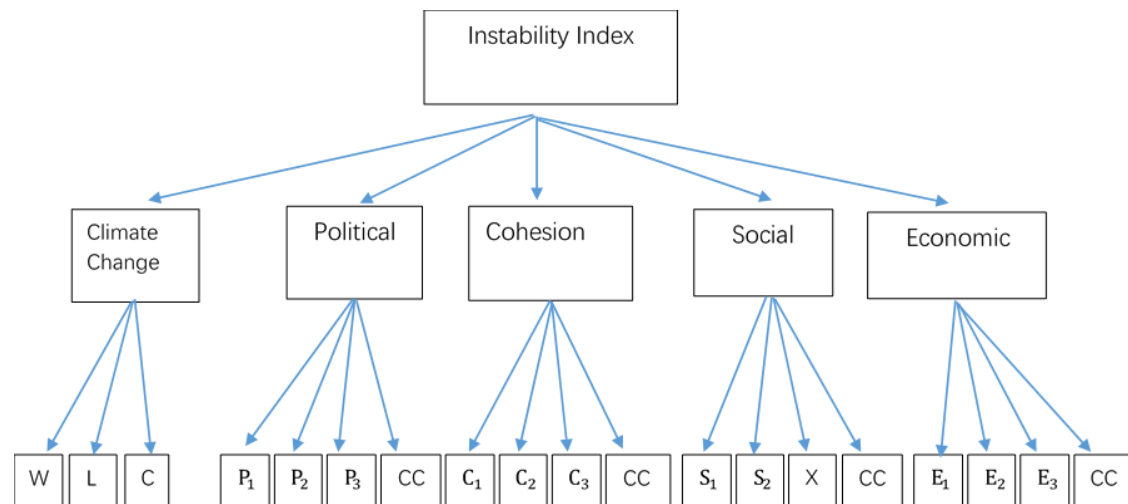 Instability Index
Climate
Change
Political
Cohesion
Social
Economic
W
L
C
P₁
P₂
P₃
CC
C₁
C₂
C₃
CC
S₁
S₂
X
CC
E₁
E₂
E₃
CC